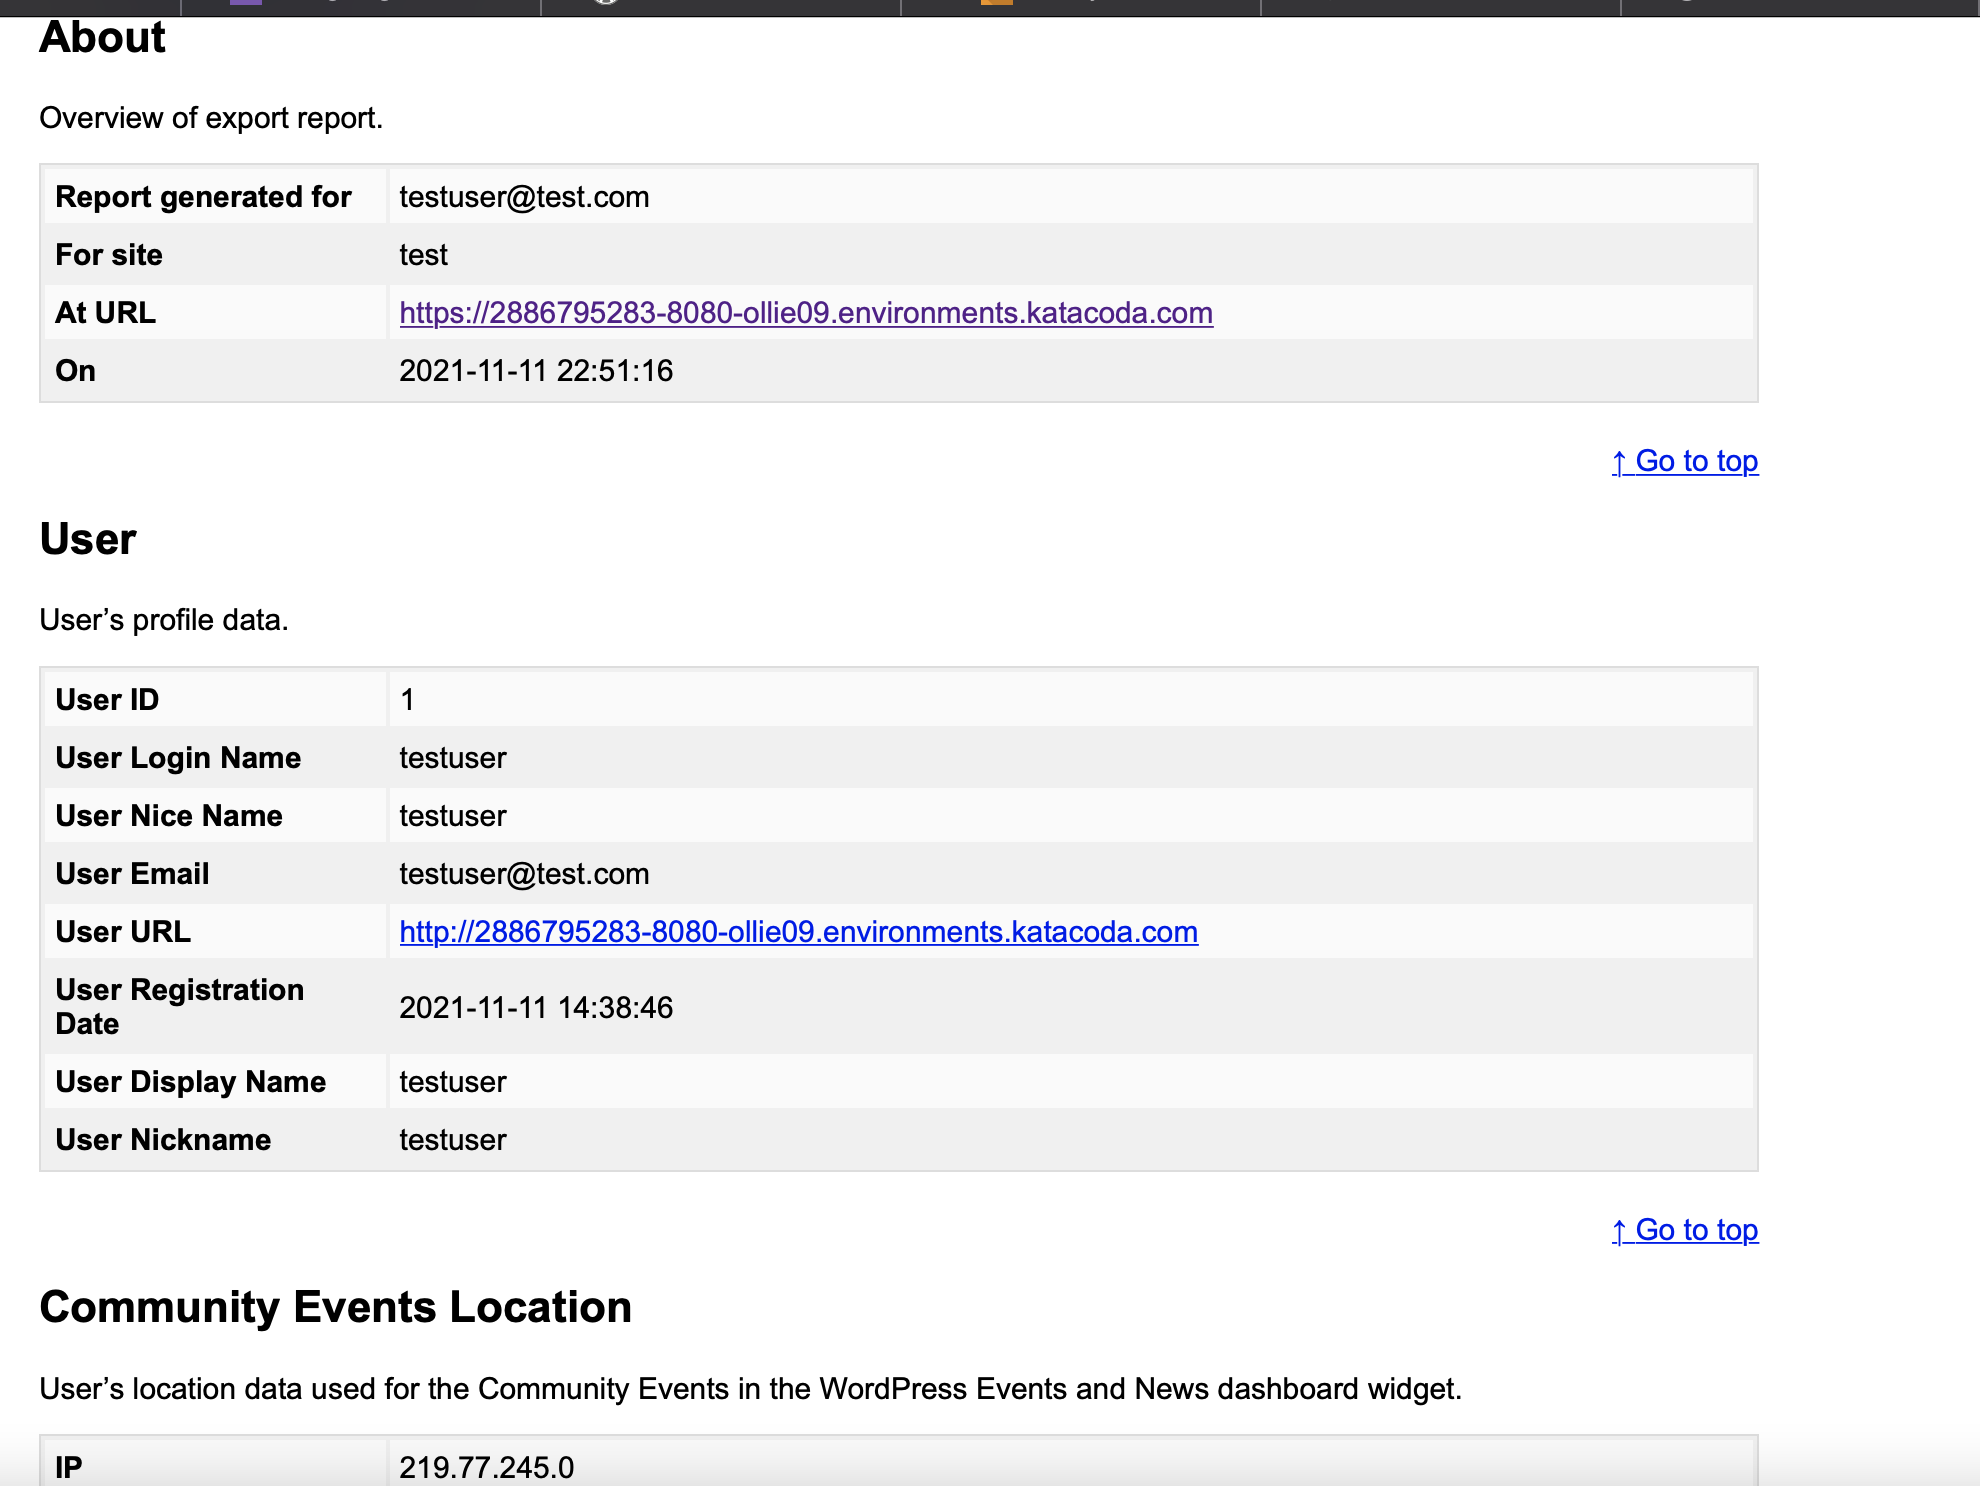 About
Overview of export report.
Report generated for testuser@test.com
For site test
At URL https://2886795283-8080-ollie09.environments.katacoda.com
On 2021-11-11 22:51:16
↑ Go to top
User
User’s profile data.
User ID 1
User Login Name testuser
User Nice Name testuser
User Email testuser@test.com
User URL http://2886795283-8080-ollie09.environments.katacoda.com
User Registration
Date 2021-11-11 14:38:46
User Display Name testuser
User Nickname testuser
↑ Go to top
Community Events Location
User’s location data used for the Community Events in the WordPress Events and News dashboard widget.
IP 219.77.245.0